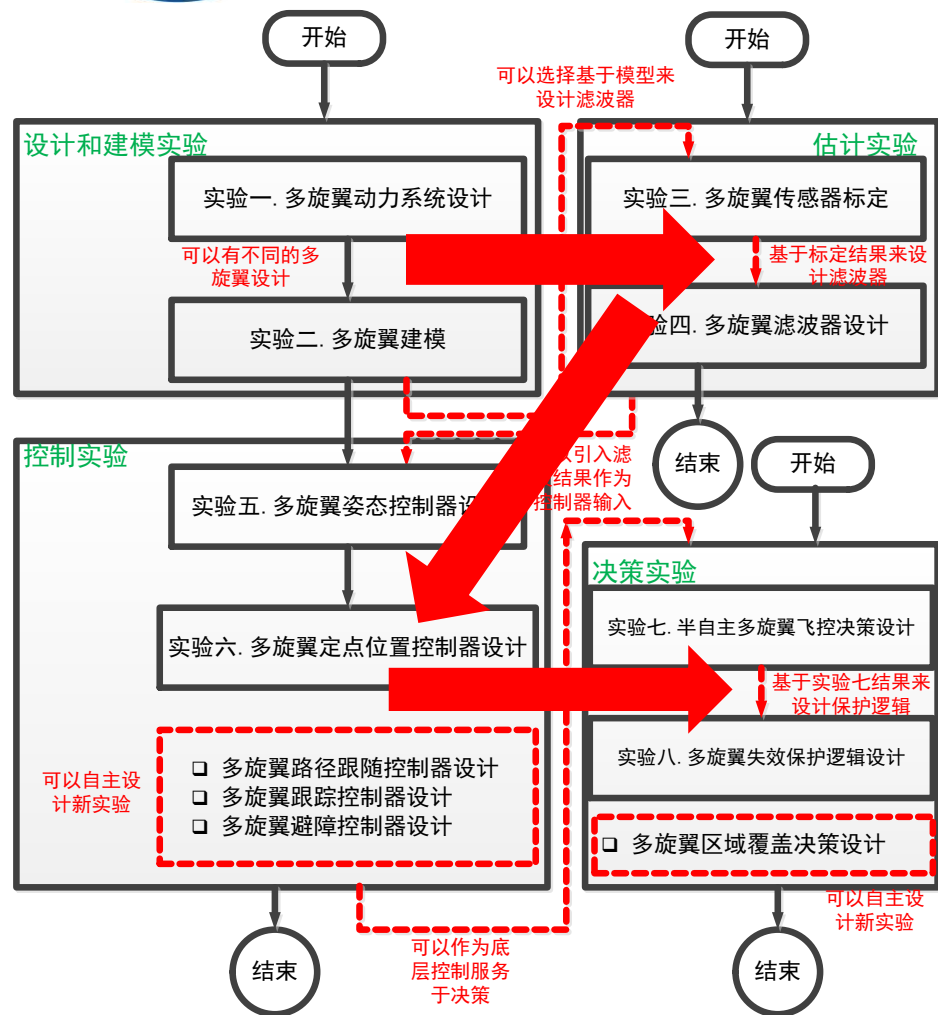 开始
开始
可以选择基于模型来
设计滤波器
设计和建模实验
估计实验
实验一. 多旋翼动力系统设计
实验三. 多旋翼传感器标定
可以有不同的多
旋翼设计
基于标定结果来设
计滤波器
实验二. 多旋翼建模
验四. 多旋翼滤波器设计
控制实验
引入滤
结果作为
控制器输入
结束
开始
实验五. 多旋翼姿态控制器设
决策实验
实验六. 多旋翼定点位置控制器设计
实验七. 半自主多旋翼飞控决策设计
基于实验七结果来
设计保护逻辑
实验八. 多旋翼失效保护逻辑设计
可以自主设
计新实验
❑ 多旋翼路径跟随控制器设计
❑ 多旋翼跟踪控制器设计
❑ 多旋翼避障控制器设计
❑ 多旋翼区域覆盖决策设计
可以自主设
计新实验
可以作为底
层控制服务
于决策
结束
结束